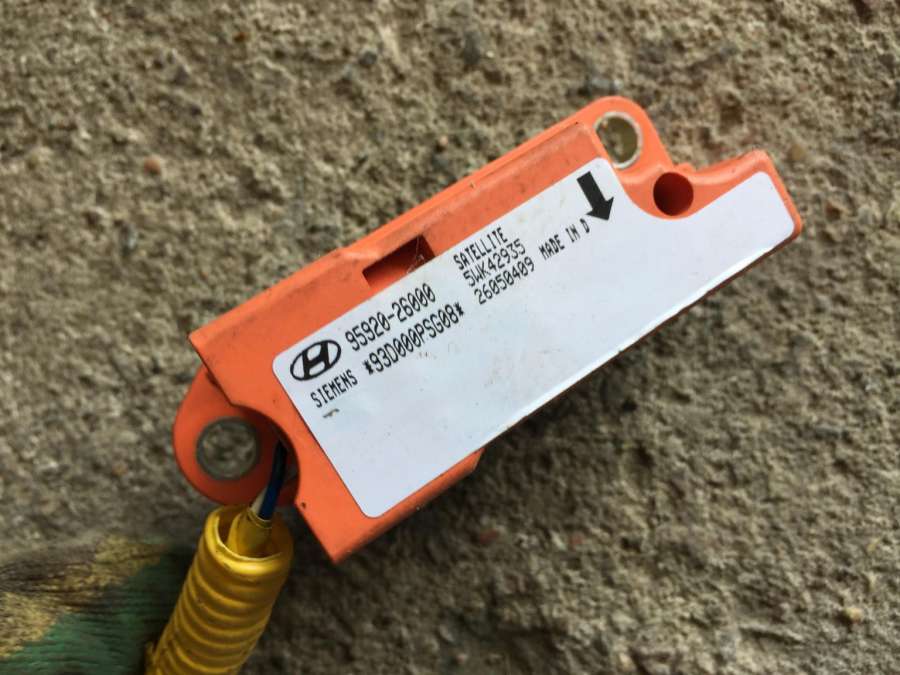 95920-26000
SATELLITE
SIEMENS *93D000PSG08*
5WK42935
26050409 MADE IN D